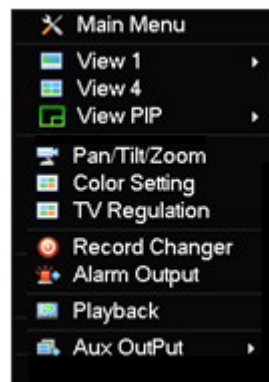 Main Menu
View 1
View 4
View PIP
Pan/Tilt/Zoom
Color Setting
TV Regulation
Record Changer
Alarm Output
Playback
Aux OutPut